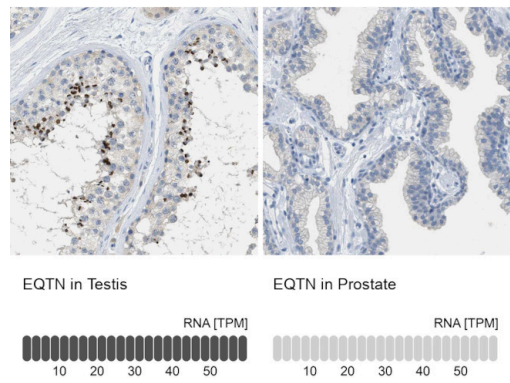 EQTN in Testis
RNA [TPM]
10 20 30 40 50
EQTN in Prostate
RNA [TPM]
10 20 30 40 50